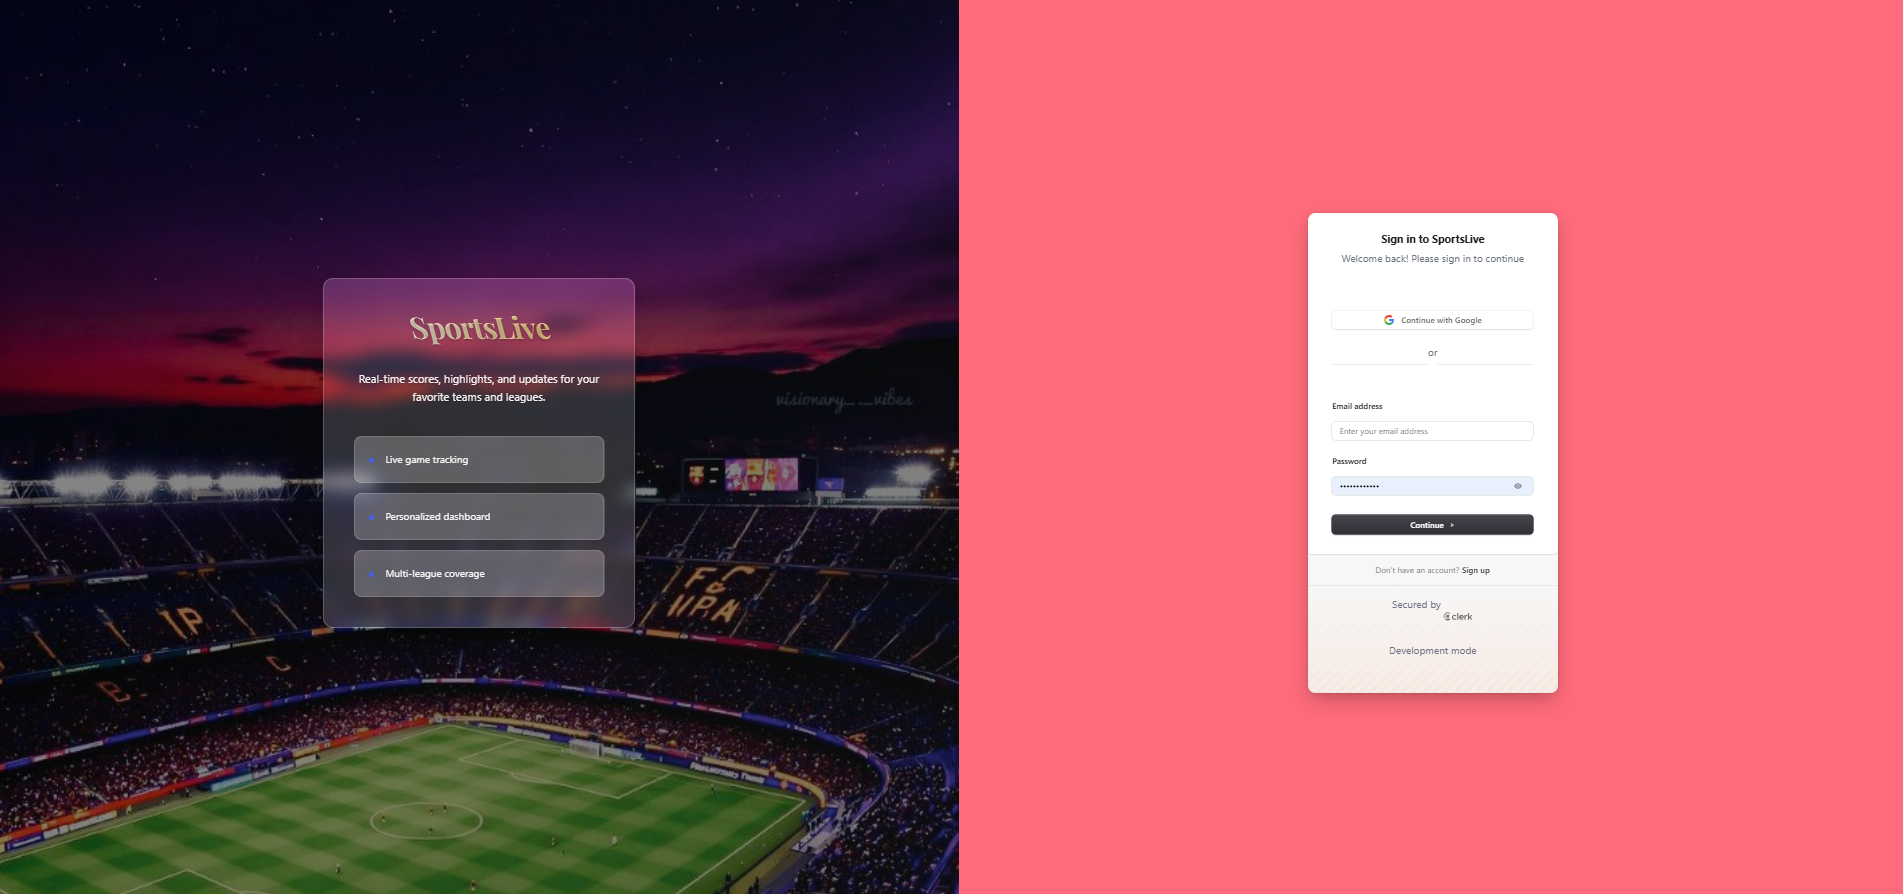 SportsLive
Real-time scores, highlights, and updates for your
favorite teams and leagues.
visionary__.__vibes
Live game tracking
Personalized dashboard
Multi-league coverage
Sign in to SportsLive
Welcome back! Please sign in to continue
Continue with Google
or
Email address
Enter your email address
Password
••••••••••••
Continue
Don't have an account? Sign up
Secured by
clerk
Development mode